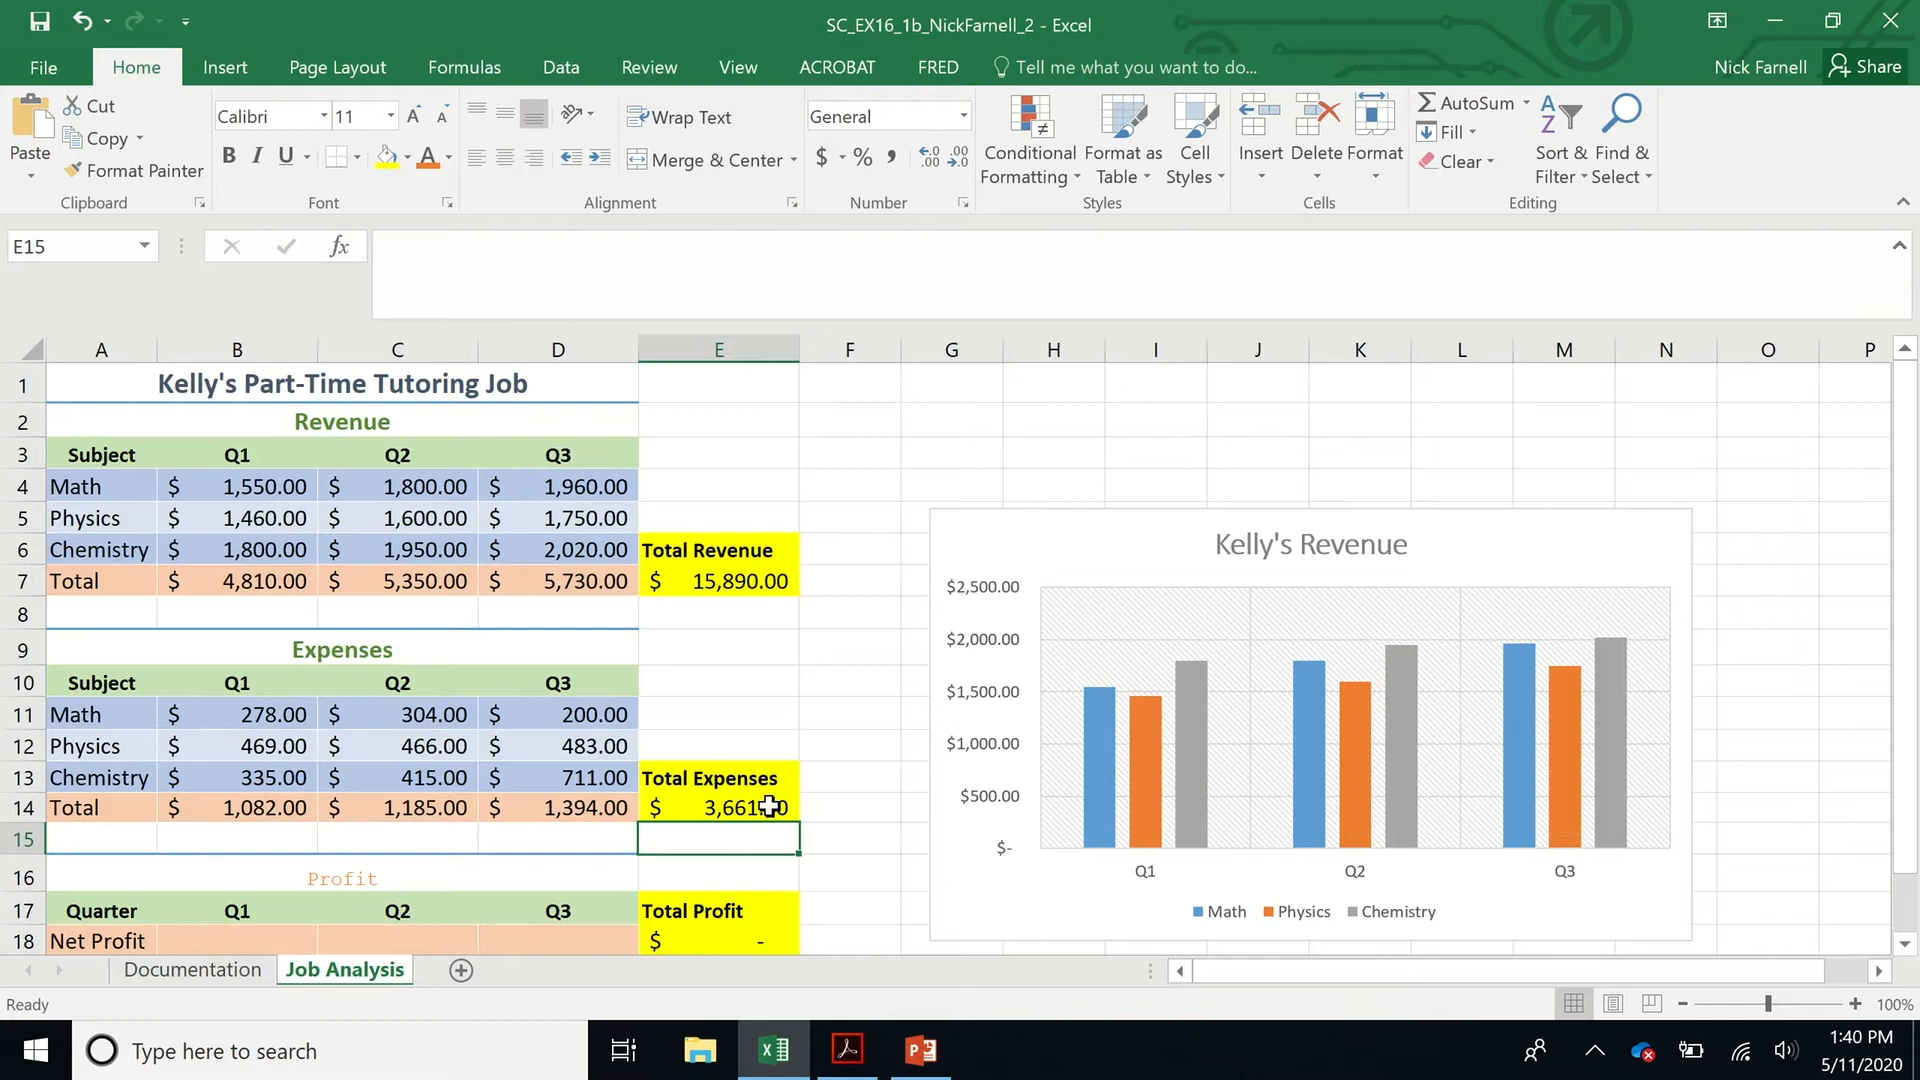 SC_EX16_1b_NickFarnell_2 - Excel
File Home Insert Page Layout Formulas Data Review View ACROBAT FRED Tell me what you want to do... Nick Farnell Share
Paste
Cut
Copy
Format Painter
Clipboard
Calibri 11
B I U
Font
Wrap Text
Merge & Center
Alignment
General
$ % ,
Number
Conditional Formatting
Format as Table
Cell Styles
Styles
Insert Delete Format
Cells
AutoSum
Fill
Clear
Sort & Filter
Find & Select
Editing
E15 fx
A B C D E F G H I J K L M N O P
1 Kelly's Part-Time Tutoring Job
2 Revenue
3 Subject Q1 Q2 Q3
4 Math $ 1,550.00 $ 1,800.00 $ 1,960.00
5 Physics $ 1,460.00 $ 1,600.00 $ 1,750.00
6 Chemistry $ 1,800.00 $ 1,950.00 $ 2,020.00 Total Revenue
7 Total $ 4,810.00 $ 5,350.00 $ 5,730.00 $ 15,890.00
8
9 Expenses
10 Subject Q1 Q2 Q3
11 Math $ 278.00 $ 304.00 $ 200.00
12 Physics $ 469.00 $ 466.00 $ 483.00
13 Chemistry $ 335.00 $ 415.00 $ 711.00 Total Expenses
14 Total $ 1,082.00 $ 1,185.00 $ 1,394.00 $
15
16 Profit
17 Quarter Q1 Q2 Q3 Total Profit
18 Net Profit $ -
Kelly's Revenue
$2,500.00
$2,000.00
$1,500.00
$1,000.00
$500.00
$-
Q1 Q2 Q3
Math Physics Chemistry
Documentation Job Analysis
Ready 100%
Type here to search
1:40 PM
5/11/2020